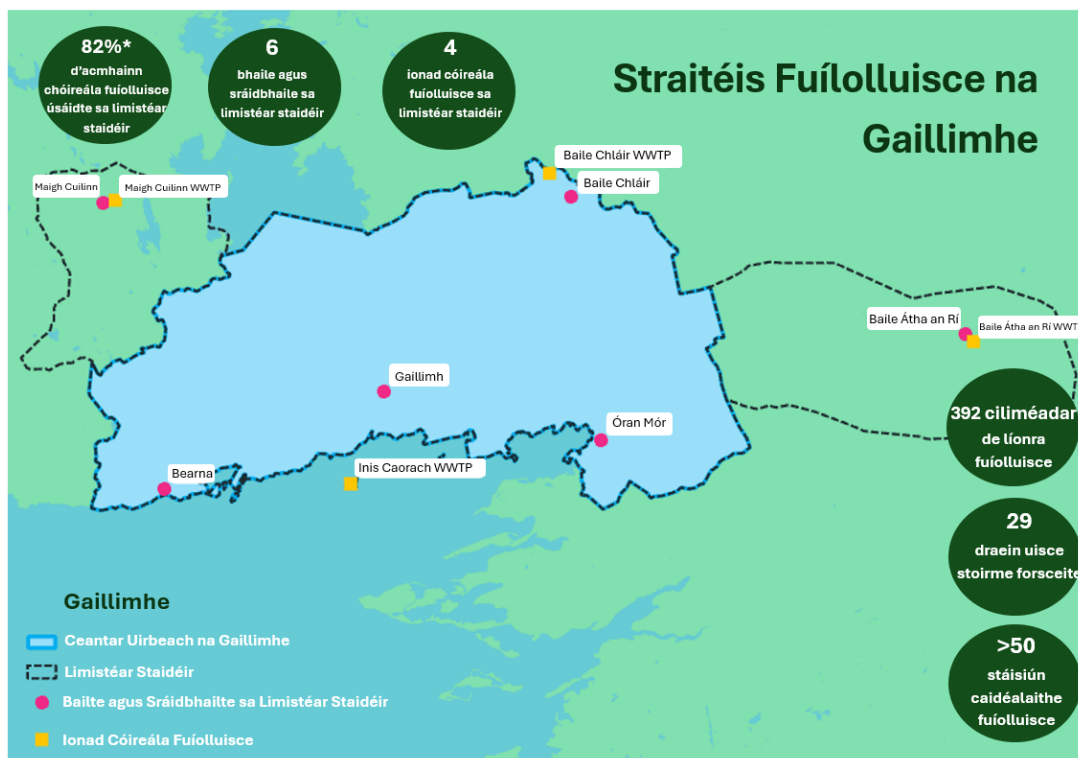 82%*
d'acmhainn
chóireála fuíolluisce
úsáidte sa limistéar
staidéir
6
bhaile agus
sráidbhaile sa
limistéar staidéir
4
ionad cóireála
fuíolluisce sa
limistéar staidéir
Straitéis Fuílolluisce na
Gaillimhe
Baile Chláir WWTP
Baile Chláir
Maigh Cuilinn
Maigh Cuilinn WWTP
Baile Átha an Rí
Baile Átha an Rí WWT
Gaillimh
Óran Mór
Inis Caorach WWTP
Bearna
392 ciliméadar
de líonra
fuíolluisce
29
draein uisce
stoirme forsceite
>50
stáisiún
caidéalaithe
fuíolluisce
Gaillimhe
Ceantar Uirbeach na Gaillimhe
Limistéar Staidéir
Bailte agus Sráidbhailte sa Limistéar Staidéir
Ionad Cóireála Fuíolluisce